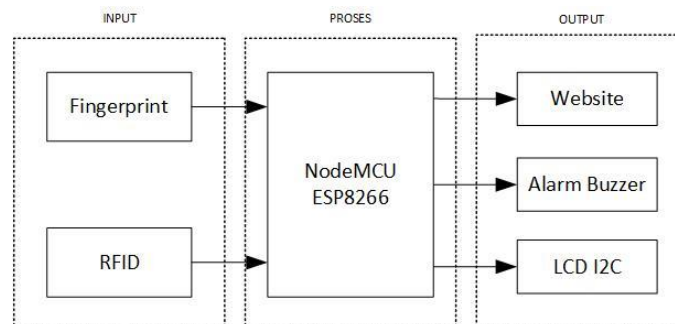 INPUT
PROSES
OUTPUT
Fingerprint
RFID
NodeMCU
ESP8266
Website
Alarm Buzzer
LCD I2C